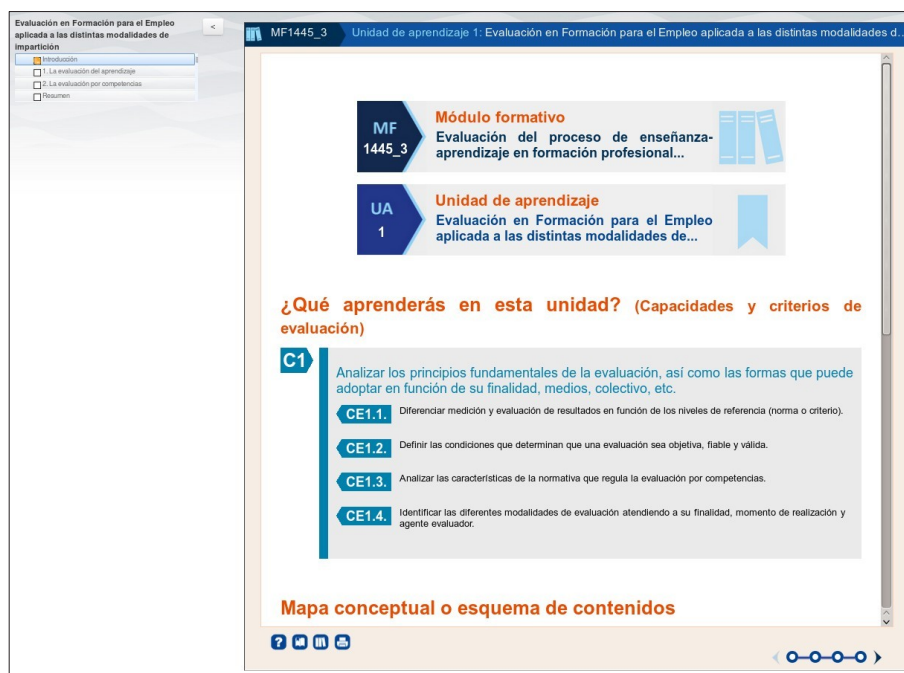 Evaluación en Formación para el Empleo
aplicada a las distintas modalidades de
impartición
<
Introducción
1. La evaluación del aprendizaje
2. La evaluación por competencias
Resumen
MF1445_3 Unidad de aprendizaje 1: Evaluación en Formación para el Empleo aplicada a las distintas modalidades d...
MF
1445_3
Módulo formativo
Evaluación del proceso de enseñanza-
aprendizaje en formación profesional...
UA
1
Unidad de aprendizaje
Evaluación en Formación para el Empleo
aplicada a las distintas modalidades de...
¿Qué aprenderás en esta unidad? (Capacidades y criterios de
evaluación)
C1
Analizar los principios fundamentales de la evaluación, así como las formas que puede
adoptar en función de su finalidad, medios, colectivo, etc.
CE1.1. Diferenciar medición y evaluación de resultados en función de los niveles de referencia (norma o criterio).
CE1.2. Definir las condiciones que determinan que una evaluación sea objetiva, fiable y válida.
CE1.3. Analizar las características de la normativa que regula la evaluación por competencias.
CE1.4. Identificar las diferentes modalidades de evaluación atendiendo a su finalidad, momento de realización y
agente evaluador.
Mapa conceptual o esquema de contenidos
?